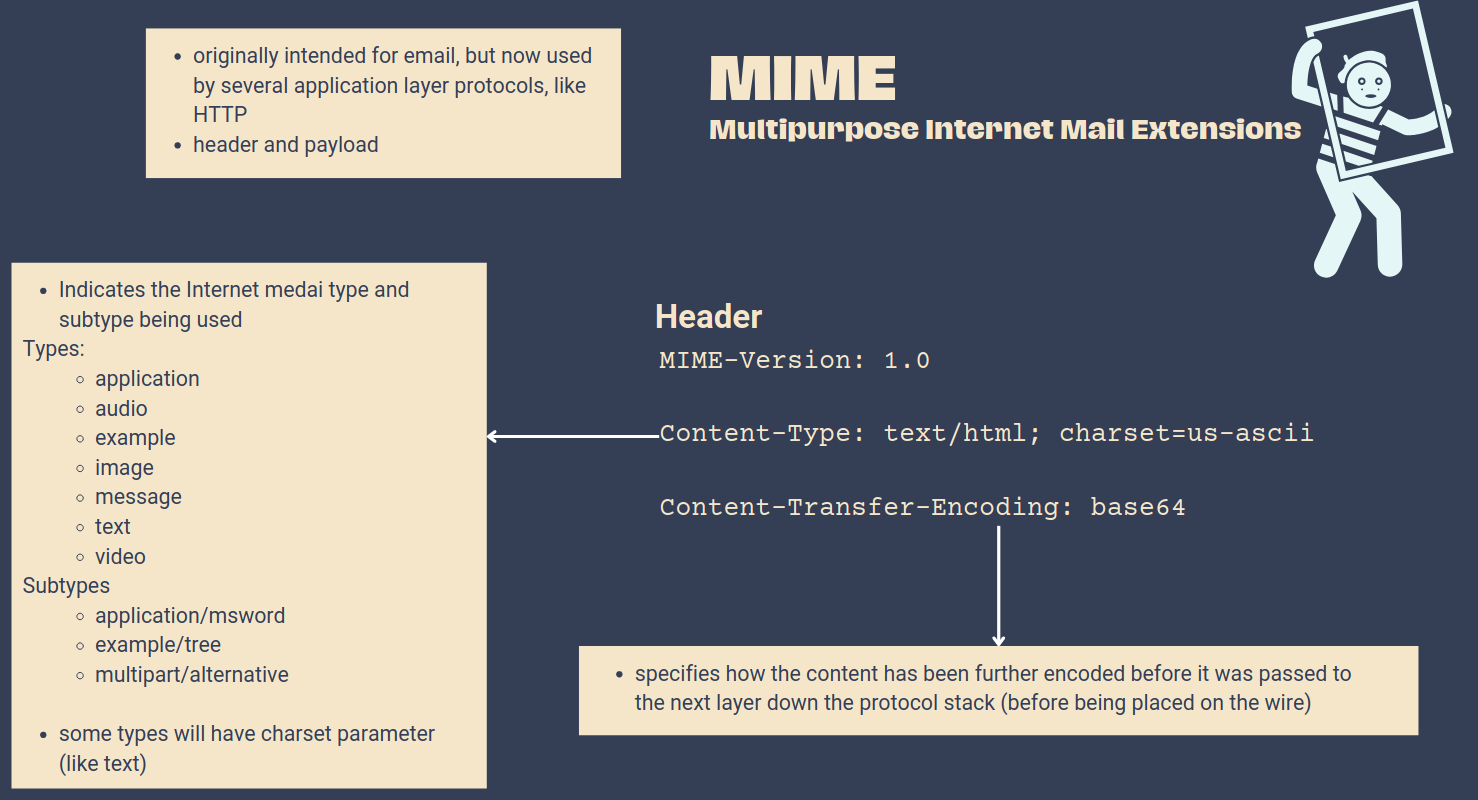 • originally intended for email, but now used
by several application layer protocols, like
HTTP
• header and payload
MIME
Multipurpose Internet Mail Extensions
• Indicates the Internet medai type and
subtype being used
Types:
◦ application
◦ audio
◦ example
◦ image
◦ message
◦ text
◦ video
Subtypes
◦ application/msword
◦ example/tree
◦ multipart/alternative
• some types will have charset parameter
(like text)
Header
MIME-Version: 1.0
Content-Type: text/html; charset=us-ascii
Content-Transfer-Encoding: base64
• specifies how the content has been further encoded before it was passed to
the next layer down the protocol stack (before being placed on the wire)